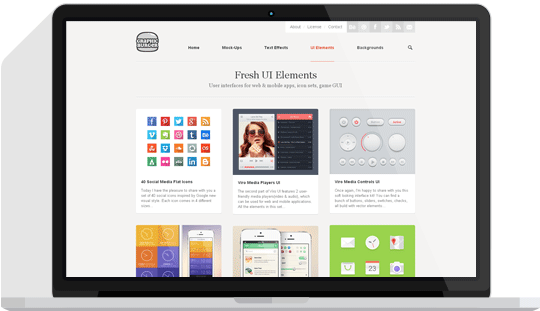 About License Contact
GRAPHIC
BURGER
Home Mock-Ups Text Effects UI Elements Backgrounds
Fresh UI Elements
User interfaces for web & mobile apps, icon sets, game GUI
40 Social Media Flat Icons
Today I have the pleasure to share with you a
set of 40 social icons inspired by Google new
visual style. Each icon comes in 4 different
sizes
Vire Media Players UI
The second part of Vire UI features 2 user-
friendly media players(video & audio), which
can be used for web and mobile applications.
All the elements in this set
Vire Media Controls UI
Once again, I'm happy to share with you this
soft looking interface kit! You can find a
bunch of buttons, sliders, switches, checks,
all build with vector elements
23